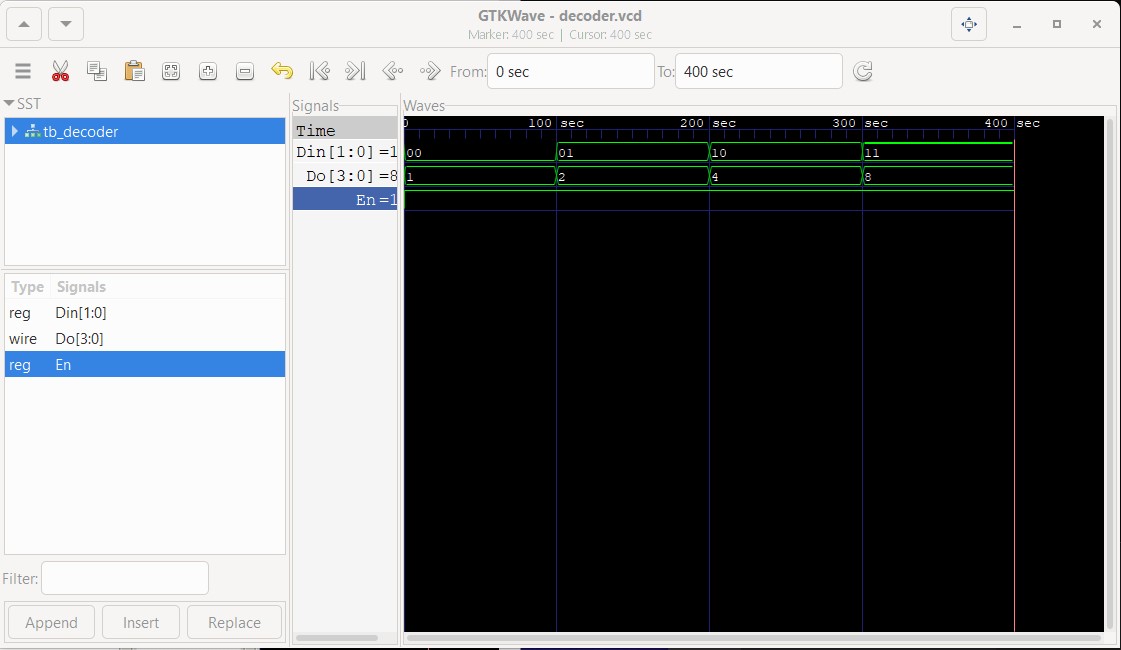 GTKWave - decoder.vcd
Marker: 400 sec | Cursor: 400 sec
From: 0 sec To: 400 sec
SST
tb_decoder
Type Signals
reg Din[1:0]
wire Do[3:0]
reg En
Filter:
Append Insert Replace
Signals
Time
Din[1:0] =1
Do[3:0] =8
En =1
Waves
0 100 sec 200 sec 300 sec 400 sec
00 01 10 11
1 2 4 8